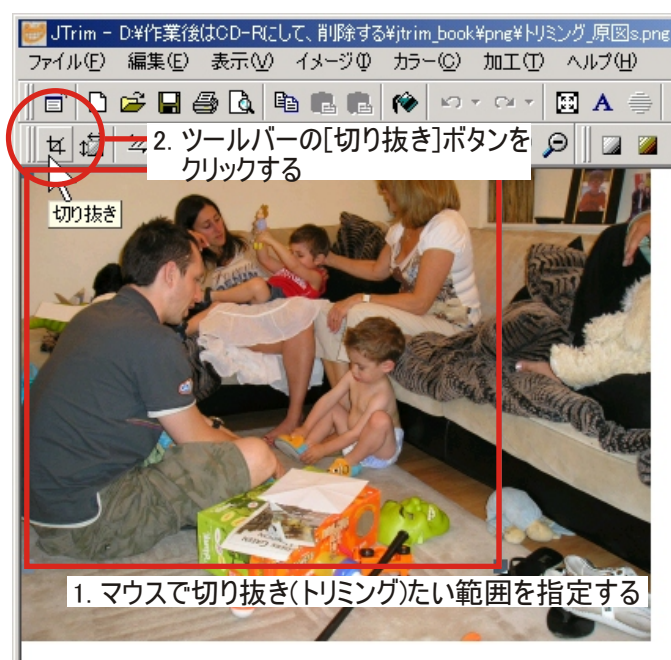 JTrim - D:¥作業後はCD-Rにして、削除する¥jtrim_book¥png¥トリミング_原図s.png
ファイル(F) 編集(E) 表示(V) イメージ(I) カラー(C) 加工(T) ヘルプ(H)
A
2. ツールバーの[切り抜き]ボタンを
クリックする
切り抜き
GREEN
1. マウスで切り抜き(トリミング)たい範囲を指定する